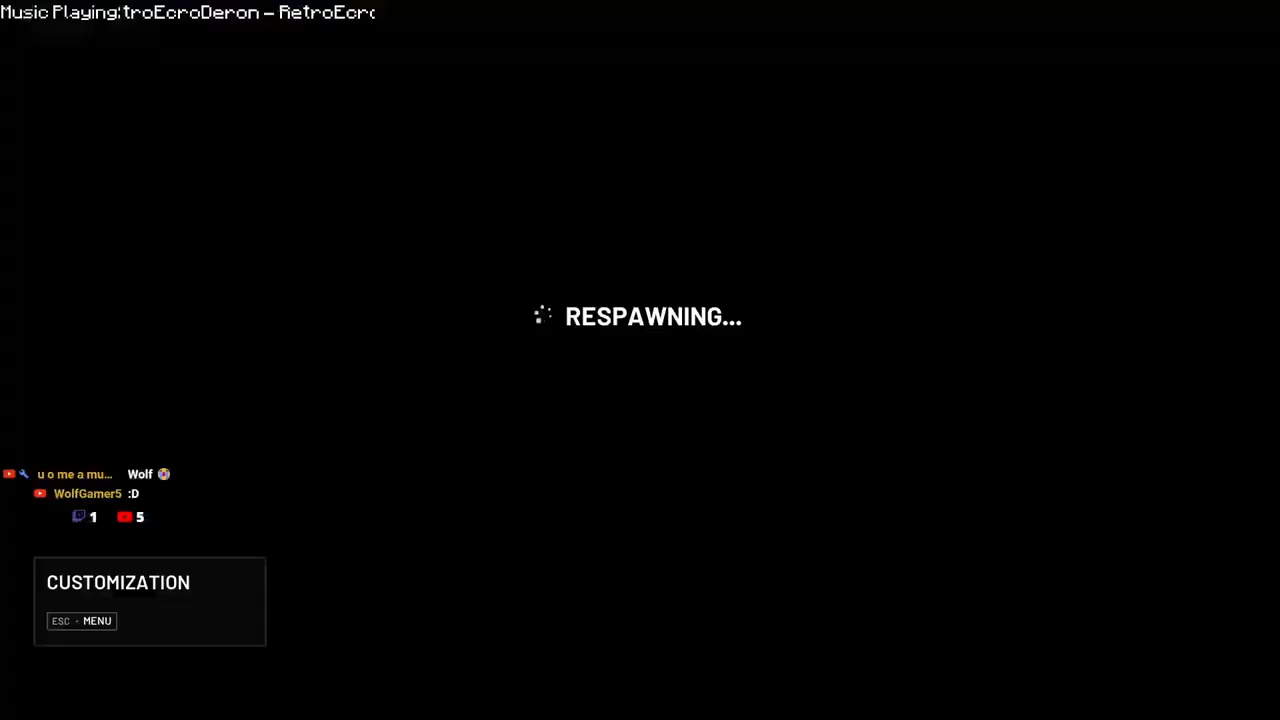 Music Playing:troEcroDeron – RetroEcro
RESPAWNING...
u o me a mu... Wolf
WolfGamer5 :D
1 5
CUSTOMIZATION
ESC - MENU